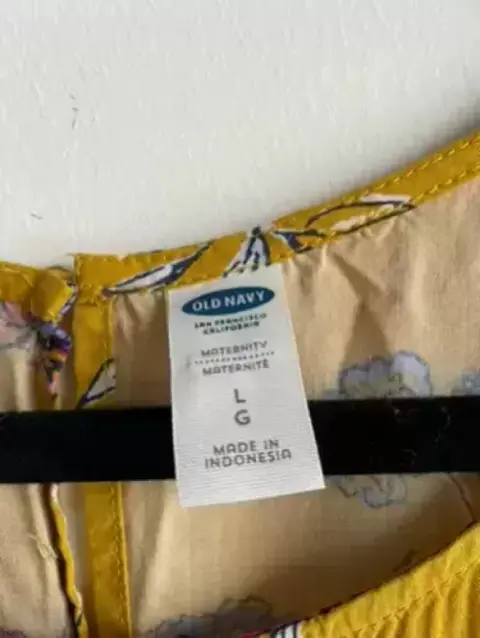 OLD NAVY
SAN FRANCISCO
CALIFORNIA
MATERNITY
MATERNITÉ
L
G
MADE IN
INDONESIA